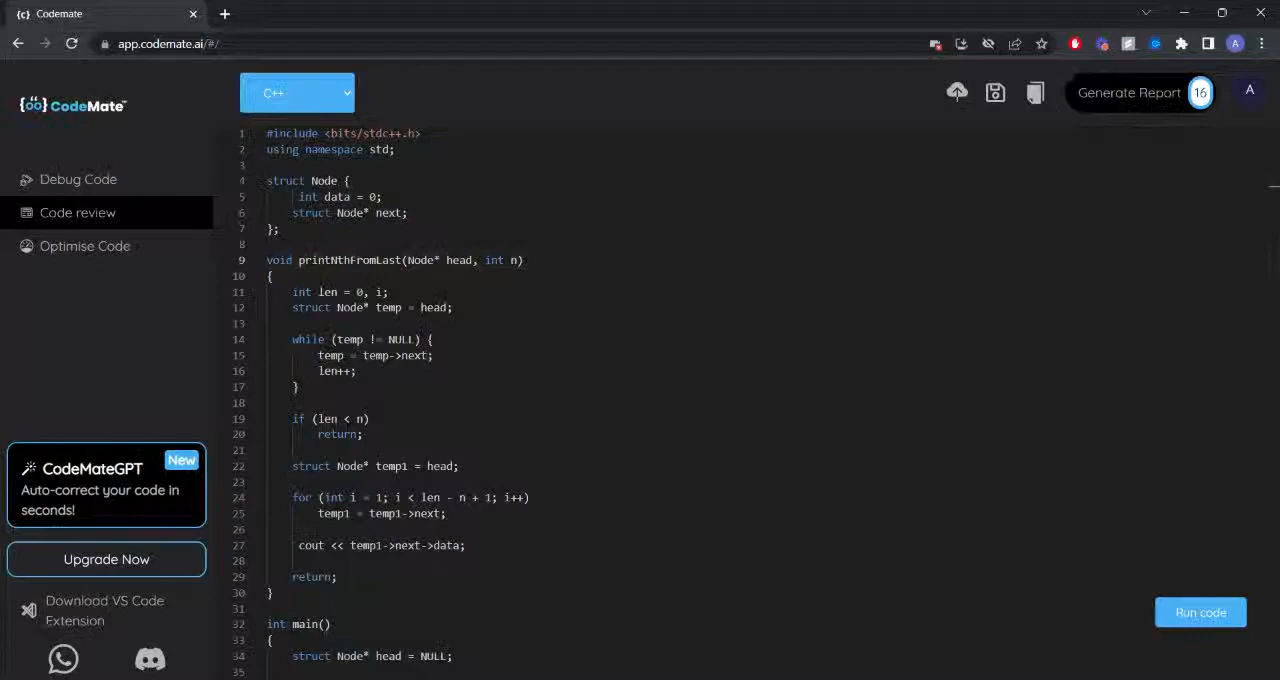 {c} Codemate
app.codemate.ai/#/
A
{oo} CodeMate™
C++
Generate Report 16
A
Debug Code
Code review
Optimise Code
New
CodeMateGPT
Auto-correct your code in
seconds!
Upgrade Now
Download VS Code
Extension
1 #include <bits/stdc++.h>
2 using namespace std;
3
4 struct Node {
5 int data = 0;
6 struct Node* next;
7 };
8
9 void printNthFromLast(Node* head, int n)
10 {
11 int len = 0, i;
12 struct Node* temp = head;
13
14 while (temp != NULL) {
15 temp = temp->next;
16 len++;
17 }
18
19 if (len < n)
20 return;
21
22 struct Node* temp1 = head;
23
24 for (int i = 1; i < len - n + 1; i++)
25 temp1 = temp1->next;
26
27 cout << temp1->next->data;
28
29 return;
30 }
31
32 int main()
33 {
34 struct Node* head = NULL;
35
Run code